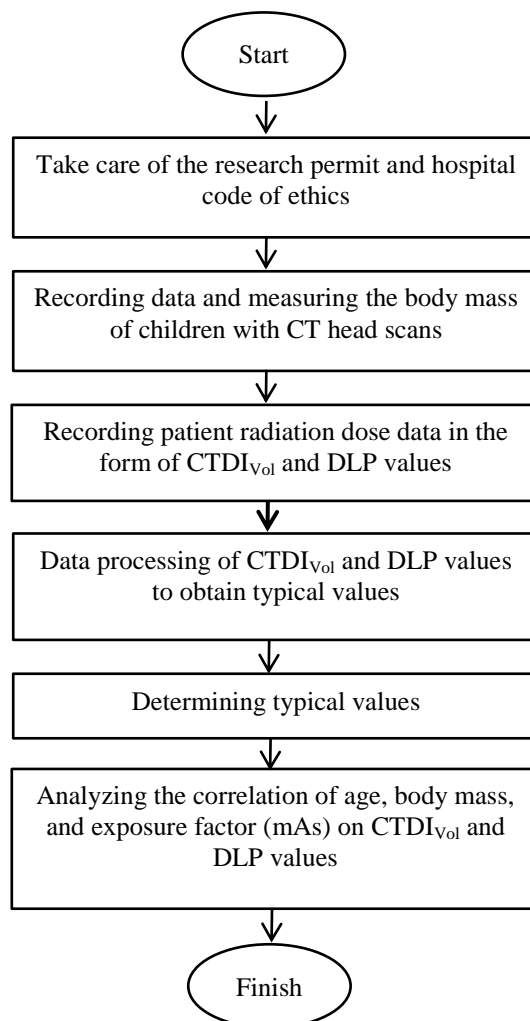 Start
Take care of the research permit and hospital
code of ethics
Recording data and measuring the body mass
of children with CT head scans
Recording patient radiation dose data in the
form of CTDIVol and DLP values
Data processing of CTDIVol and DLP values
to obtain typical values
Determining typical values
Analyzing the correlation of age, body mass,
and exposure factor (mAs) on CTDIVol and
DLP values
Finish